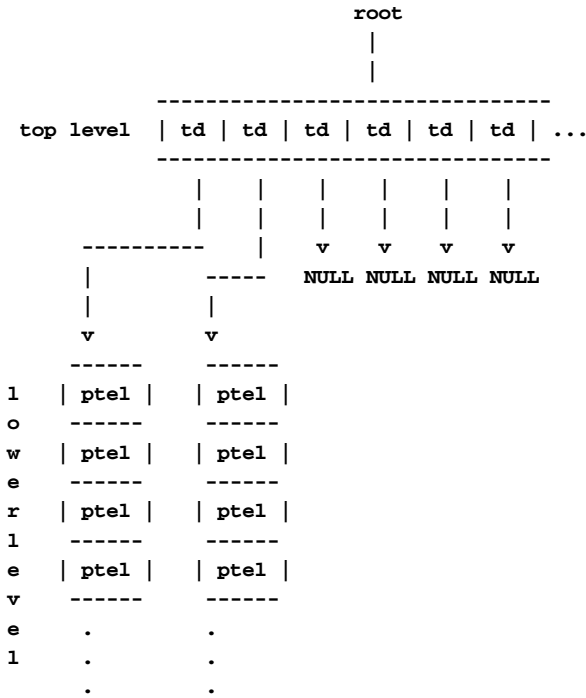 root
|
|
--------------------------------
top level | td | td | td | td | td | td | ...
--------------------------------
| | | | | |
| | | | | |
---------- | v v v v
| ----- NULL NULL NULL NULL
| |
v v
------ ------
l | ptel | | ptel |
o ------ ------
w | ptel | | ptel |
e ------ ------
r | ptel | | ptel |
l ------ ------
e | ptel | | ptel |
v ------ ------
e . .
l . .
. .